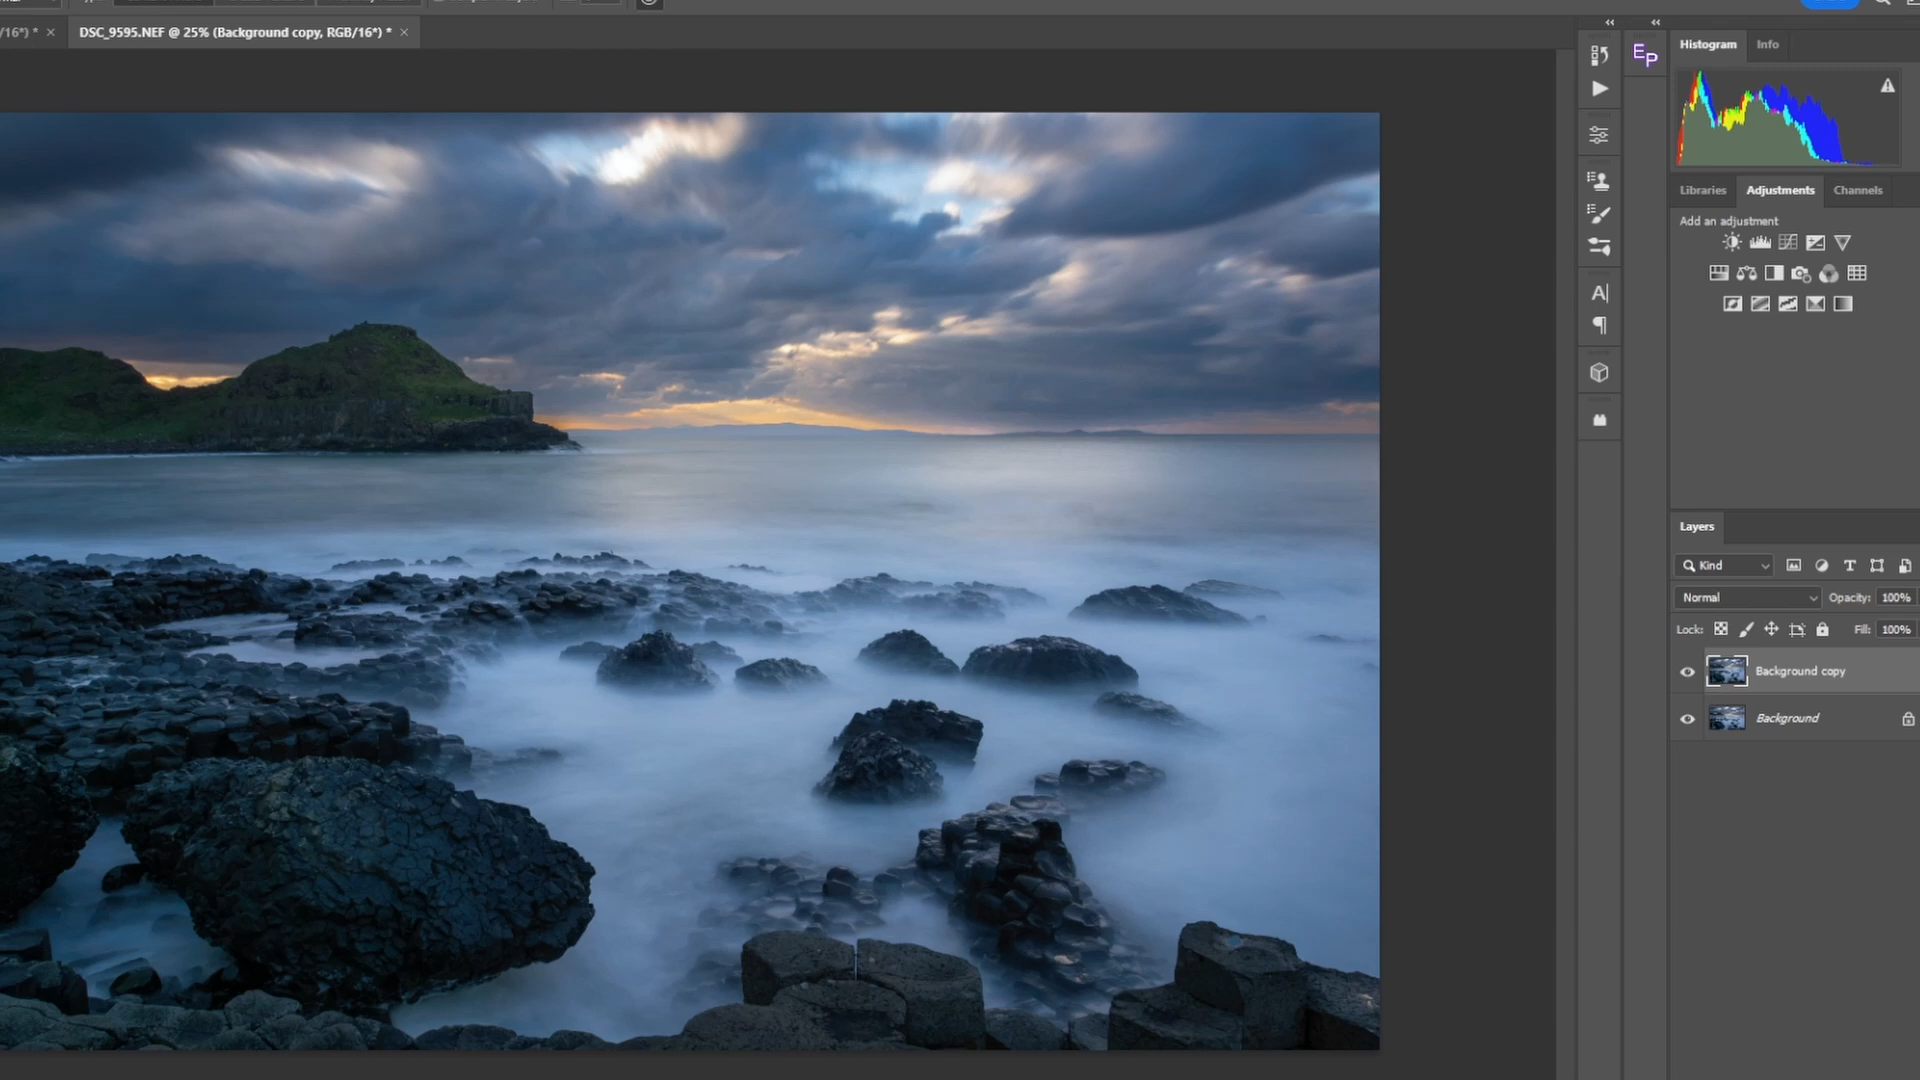 /16*) * ×
DSC_9595.NEF @ 25% (Background copy, RGB/16*) * ×
EP
Histogram
Info
Libraries
Adjustments
Channels
Add an adjustment
Layers
Kind
Normal
Opacity: 100%
Lock:
Fill: 100%
Background copy
Background